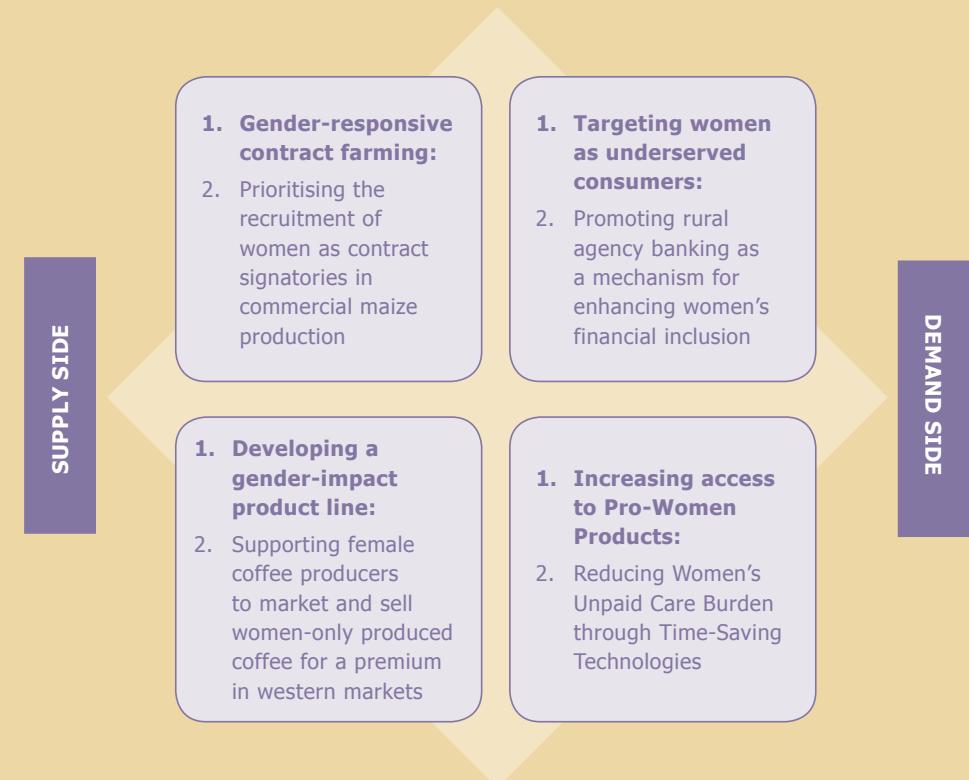 SUPPLY SIDE
1. Gender-responsive
contract farming:
2. Prioritising the
recruitment of
women as contract
signatories in
commercial maize
production
1. Targeting women
as underserved
consumers:
2. Promoting rural
agency banking as
a mechanism for
enhancing women’s
financial inclusion
1. Developing a
gender-impact
product line:
2. Supporting female
coffee producers
to market and sell
women-only produced
coffee for a premium
in western markets
1. Increasing access
to Pro-Women
Products:
2. Reducing Women’s
Unpaid Care Burden
through Time-Saving
Technologies
DEMAND SIDE